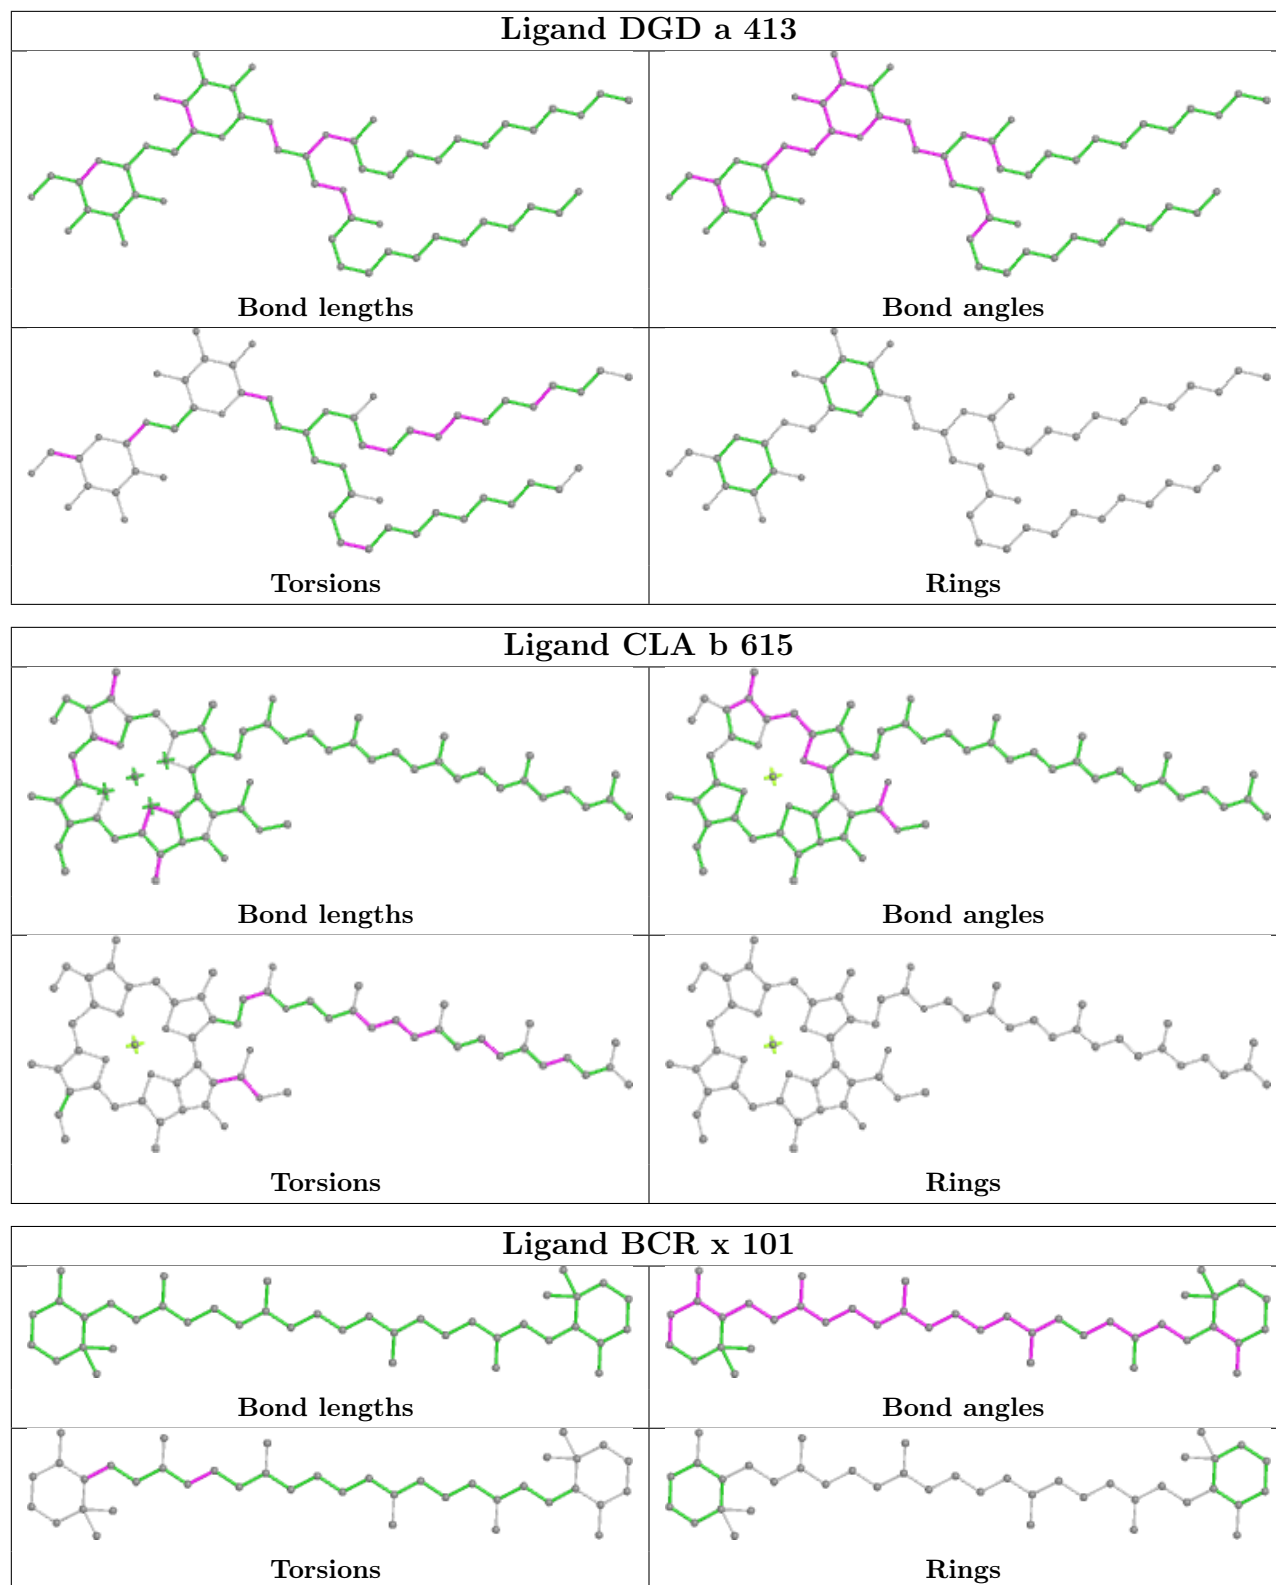 Ligand DGD a 413
Bond lengths
Bond angles
Torsions
Rings
Ligand CLA b 615
Bond lengths
Bond angles
Torsions
Rings
Ligand BCR x 101
Bond lengths
Bond angles
Torsions
Rings